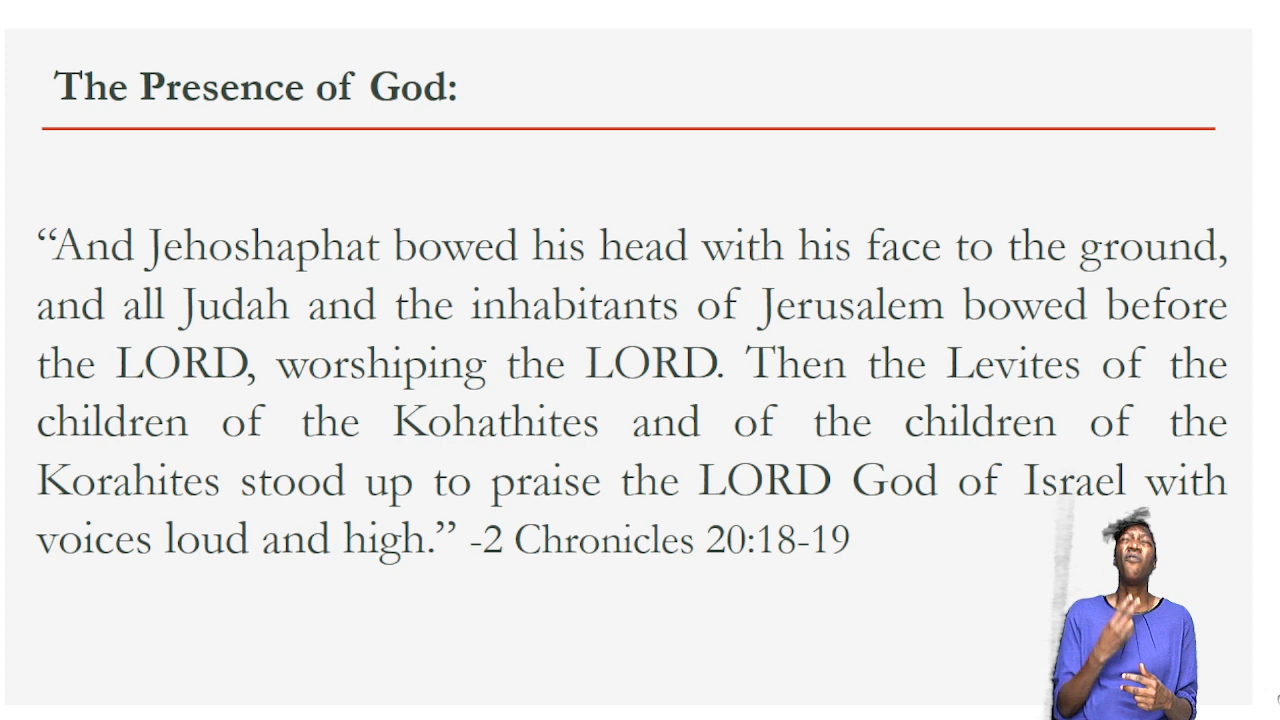 The Presence of God:
“And Jehoshaphat bowed his head with his face to the ground,
and all Judah and the inhabitants of Jerusalem bowed before
the LORD, worshiping the LORD. Then the Levites of the
children of the Kohathites and of the children of the
Korahites stood up to praise the LORD God of Israel with
voices loud and high.” -2 Chronicles 20:18-19